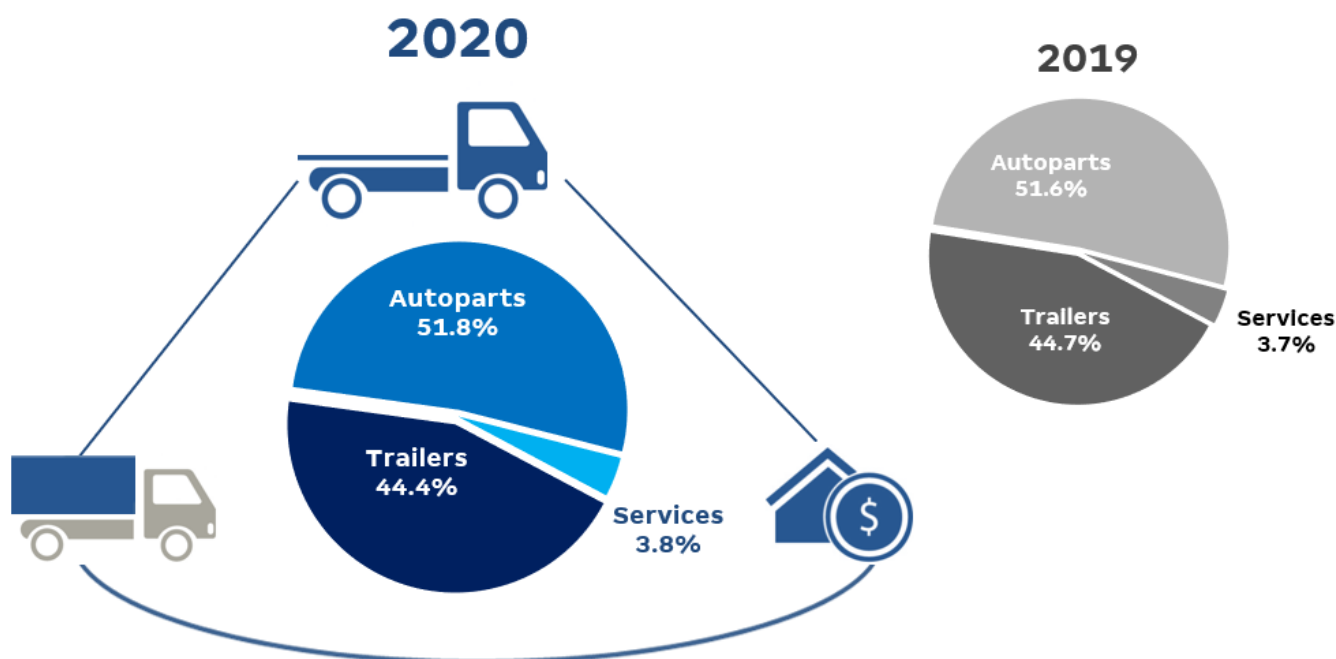 2020
Autoparts
51.8%
Trailers
44.4%
Services
3.8%
$
2019
Autoparts
51.6%
Trallers
44.7%
Services
3.7%